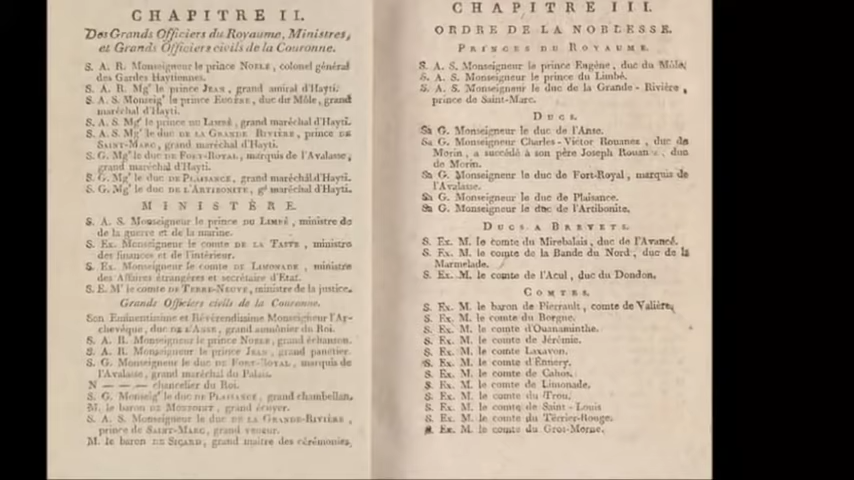 CHAPITRE II.
Des Grands Officiers du Royaume, Ministres,
et Grands Officiers civils de la Couronne.
S. A. R. Monseigneur le prince NOELE, colonel général
des Gardes Haytiennes.
S. A. R. Mgr le prince JEAN, grand amiral d'Hayti.
S. A. S. Monseigr le prince EUGÈNE, duc du Môle, grand
maréchal d'Hayti.
S. A. S. Mgr le prince DU LIMBÉ, grand maréchal d'Hayti.
S. A. S. Mgr le duc DE LA GRANDE RIVIÈRE, prince DE
SAINT-MARC, grand maréchal d'Hayti.
S. G. Mgr le duc DE FORT-ROYAL, marquis de l'Avalasse,
grand maréchal d'Hayti.
S. G. Mgr le duc DE PLAISANCE, grand maréchal d'Hayti.
S. G. Mgr le duc DE L'ARTIBONITE, gd maréchal d'Hayti.
MINISTÈRE.
S. A. S. Monseigneur le prince DU LIMBÉ, ministre de
de la guerre et de la marine.
S. Ex. Monseigneur le comte DE LA TAITE, ministre
des finances et de l'intérieur.
S. Ex. Monseigneur le comte DE LIMONADE, ministre
des Affaires étrangères et secrétaire d'Etat.
S. E. Mr le comte DE TERRE-NEUVE, ministre de la justice.
Grands Officiers civils de la Couronne.
Son Eminentissime et Révérendissime Monseigneur l'Ar-
chevêque, duc DE L'ANSE, grand aumônier du Roi.
S. A. R. Monseigneur le prince NOELE, grand échanson.
S. A. R. Monseigneur le prince JEAN, grand panetier.
S. G. Monseigneur le duc DE FORT-ROYAL, marquis de
l'Avalasse, grand maréchal du Palais.
N — — — chancelier du Roi.
S. G. Monseigr le duc DE PLAISANCE, grand chambellan.
M. le baron DE MONPOINT, grand écuyer.
S. A. S. Monseigneur le duc DE LA GRANDE-RIVIÈRE,
prince DE SAINT-MARC, grand veneur.
M. le baron DE SICARD, grand maître des cérémonies.
CHAPITRE III.
ORDRE DE LA NOBLESSE.
PRINCES DU ROYAUME.
S. A. S. Monseigneur le prince Eugène, duc du Môle.
S. A. S. Monseigneur le prince du Limbé.
S. A. S. Monseigneur le duc de la Grande-Rivière,
prince de Saint-Marc.
DUCS.
Sa G. Monseigneur le duc de l'Anse.
Sa G. Monseigneur Charles-Victor Rouanez, duc de
Morin, a succédé à son père Joseph duc
de Morin.
Sa G. Monseigneur le duc de Fort-Royal, marquis de
l'Avalasse.
Sa G. Monseigneur le duc de Plaisance.
Sa G. Monseigneur le duc de l'Artibonite.
DUCS A BREVETS.
S. Ex. M. le comte du Mirebalais, duc de l'Avancé.
S. Ex. M. le comte de la Bande du Nord, duc de la
Marmelade.
S. Ex. M. le comte de l'Acul, duc du Dondon.
COMTES.
S. Ex. M. le baron de Pierrault, comte de Valière.
S. Ex. M. le comte du Borgne.
S. Ex. M. le comte d'Ouanaminthe.
S. Ex. M. le comte de Jérémie.
S. Ex. M. le comte Laxavon.
S. Ex. M. le comte d'Ennery.
S. Ex. M. le comte de Cahos.
S. Ex. M. le comte de Limonade.
S. Ex. M. le comte du Trou.
S. Ex. M. le comte de Saint-Louis
S. Ex. M. le comte du Terrier-Rouge.
S. Ex. M. le comte du Gros-Morne.